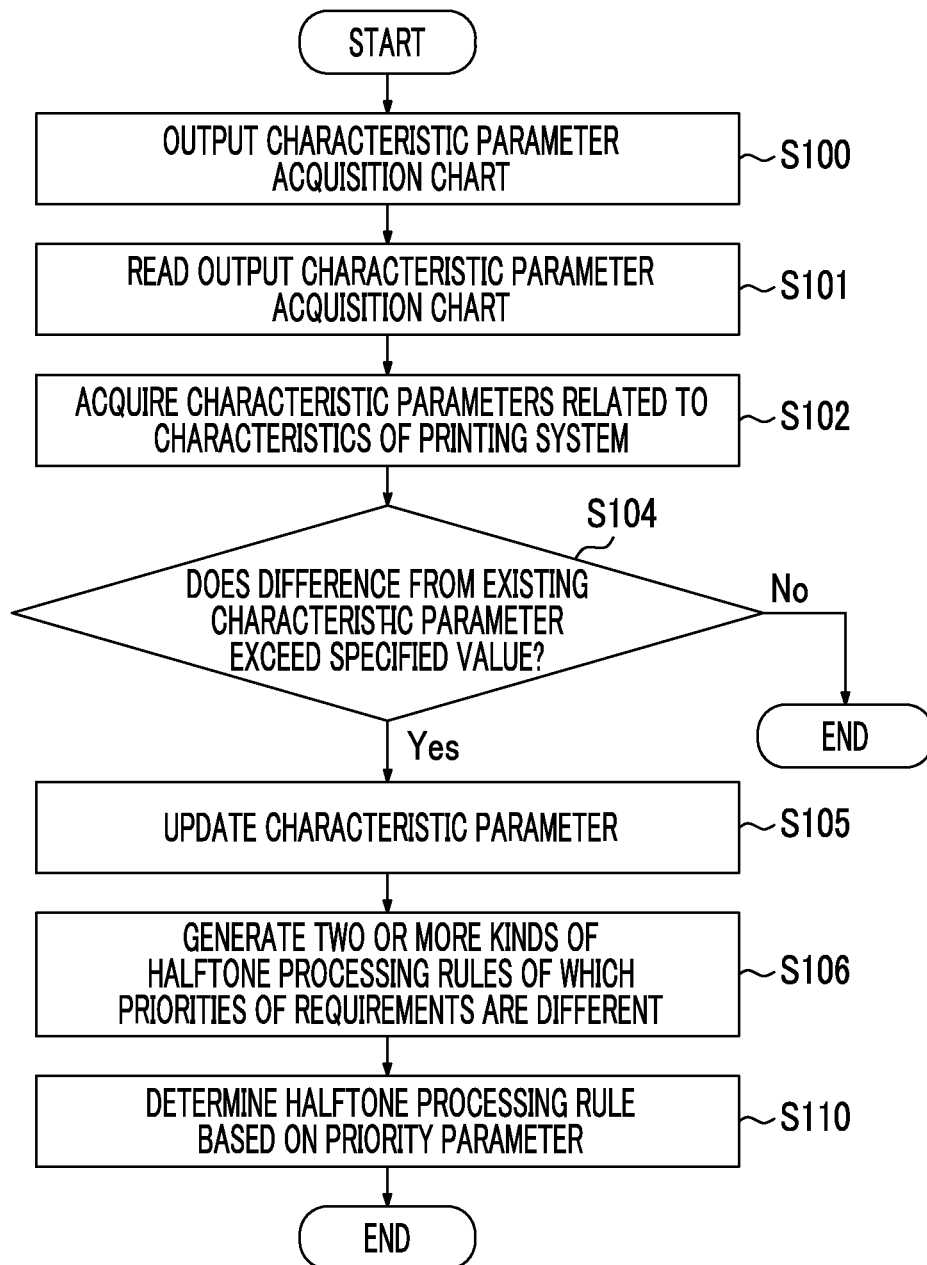 START
OUTPUT CHARACTERISTIC PARAMETER
ACQUISITION CHART
S100
READ OUTPUT CHARACTERISTIC PARAMETER
ACQUISITION CHART
S101
ACQUIRE CHARACTERISTIC PARAMETERS RELATED TO
CHARACTERISTICS OF PRINTING SYSTEM
S102
S104
DOES DIFFERENCE FROM EXISTING
CHARACTERISTIC PARAMETER
EXCEED SPECIFIED VALUE?
No
END
Yes
UPDATE CHARACTERISTIC PARAMETER
S105
GENERATE TWO OR MORE KINDS OF
HALFTONE PROCESSING RULES OF WHICH
PRIORITIES OF REQUIREMENTS ARE DIFFERENT
S106
DETERMINE HALFTONE PROCESSING RULE
BASED ON PRIORITY PARAMETER
S110
END